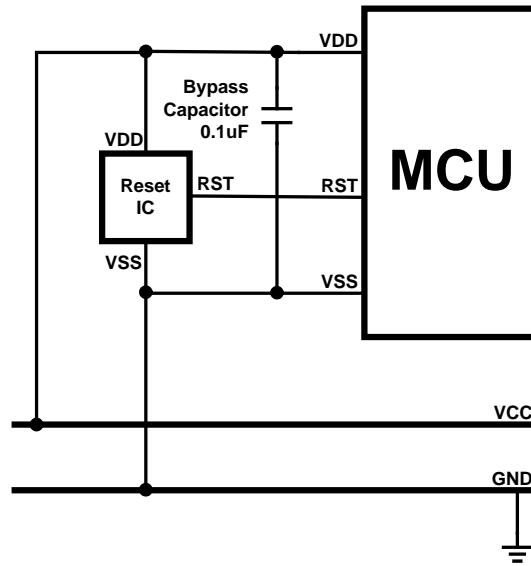 VDD
Bypass
Capacitor
0.1uF
VDD
Reset
IC
RST
RST
MCU
VSS
VSS
VCC
GND